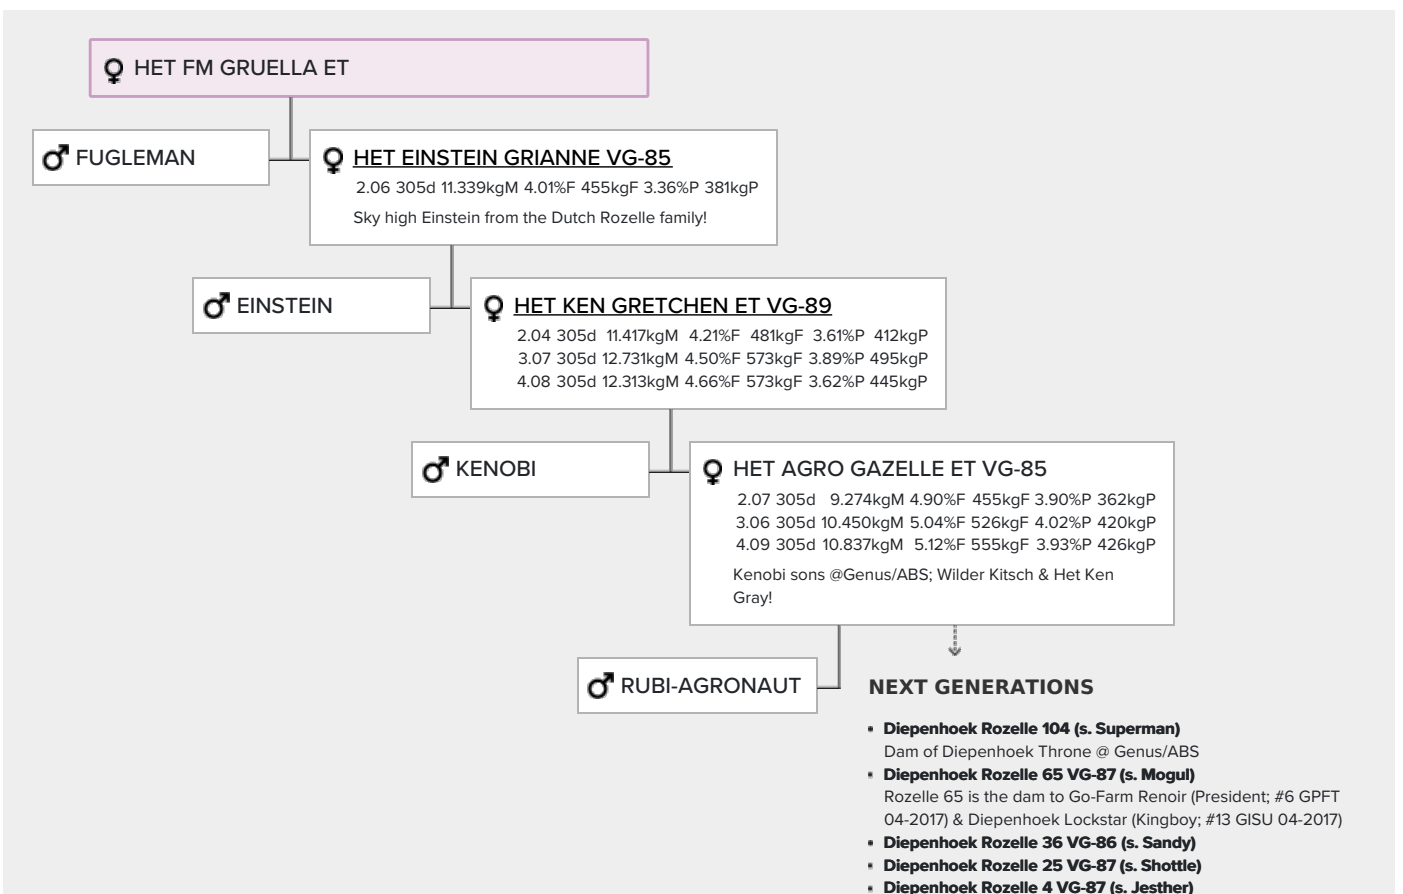 HET FM GRUELLA ET
FUGLEMAN
HET EINSTEIN GRIANNE VG-85
2.06 305d 11.339kgM 4.01%F 455kgF 3.36%P 381kgP
Sky high Einstein from the Dutch Rozelle family!
EINSTEIN
HET KEN GRETCHEN ET VG-89
2.04 305d 11.417kgM 4.21%F 481kgF 3.61%P 412kgP
3.07 305d 12.731kgM 4.50%F 573kgF 3.89%P 495kgP
4.08 305d 12.313kgM 4.66%F 573kgF 3.62%P 445kgP
KENOBI
HET AGRO GAZELLE ET VG-85
2.07 305d 9.274kgM 4.90%F 455kgF 3.90%P 362kgP
3.06 305d 10.450kgM 5.04%F 526kgF 4.02%P 420kgP
4.09 305d 10.837kgM 5.12%F 555kgF 3.93%P 426kgP
Kenobi sons @Genus/ABS; Wilder Kitsch & Het Ken
Gray!
RUBI-AGRONAUT
NEXT GENERATIONS
Diepenhoek Rozelle 104 (s. Superman)
Dam of Diepenhoek Throne @ Genus/ABS
Diepenhoek Rozelle 65 VG-87 (s. Mogul)
Rozelle 65 is the dam to Go-Farm Renoir (President; #6 GPFT
04-2017) & Diepenhoek Lockstar (Kingboy; #13 GISU 04-2017)
Diepenhoek Rozelle 36 VG-86 (s. Sandy)
Diepenhoek Rozelle 25 VG-87 (s. Shottle)
Diepenhoek Rozelle 4 VG-87 (s. Jesther)